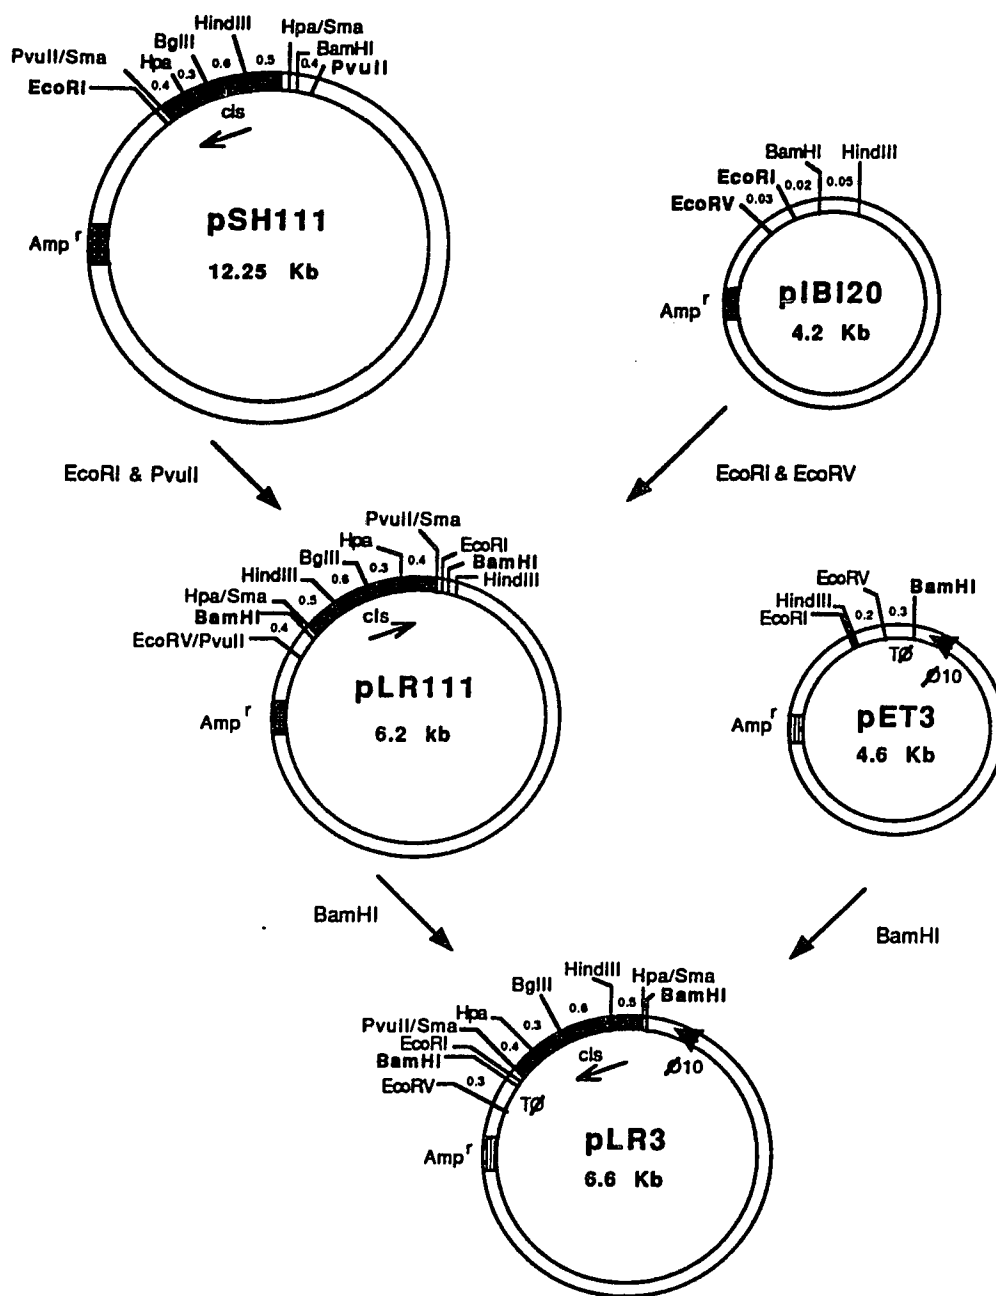 HindIII
Hpa/Sma
BglII
BamHI
PvuII/Sma
Hpa
0.3
0.6
0.5
0.4
PvuII
0.4
EcoRI
cis
Amp r
pSH111
12.25 Kb
BamHI
HindIII
EcoRI
0.02
0.05
EcoRV
0.03
Amp r
pIBI20
4.2 Kb
EcoRI & PvuII
EcoRI & EcoRV
PvuII/Sma
Hpa
EcoRI
BglII
0.4
BamHI
HindIII
0.3
HindIII
0.6
Hpa/Sma
0.5
BamHI
cis
0.4
EcoRV/PvuII
Amp r
pLR111
6.2 kb
EcoRV
BamHI
HindIII
0.3
EcoRI
0.2
TØ
Ø10
Amp r
pET3
4.6 Kb
BamHI
BamHI
HindIII
Hpa/Sma
BglII
BamHI
0.6
0.5
Hpa
0.3
PvuII/Sma
0.4
EcoRI
BamHI
cis
Ø10
EcoRV
0.3
TØ
Amp r
pLR3
6.6 Kb